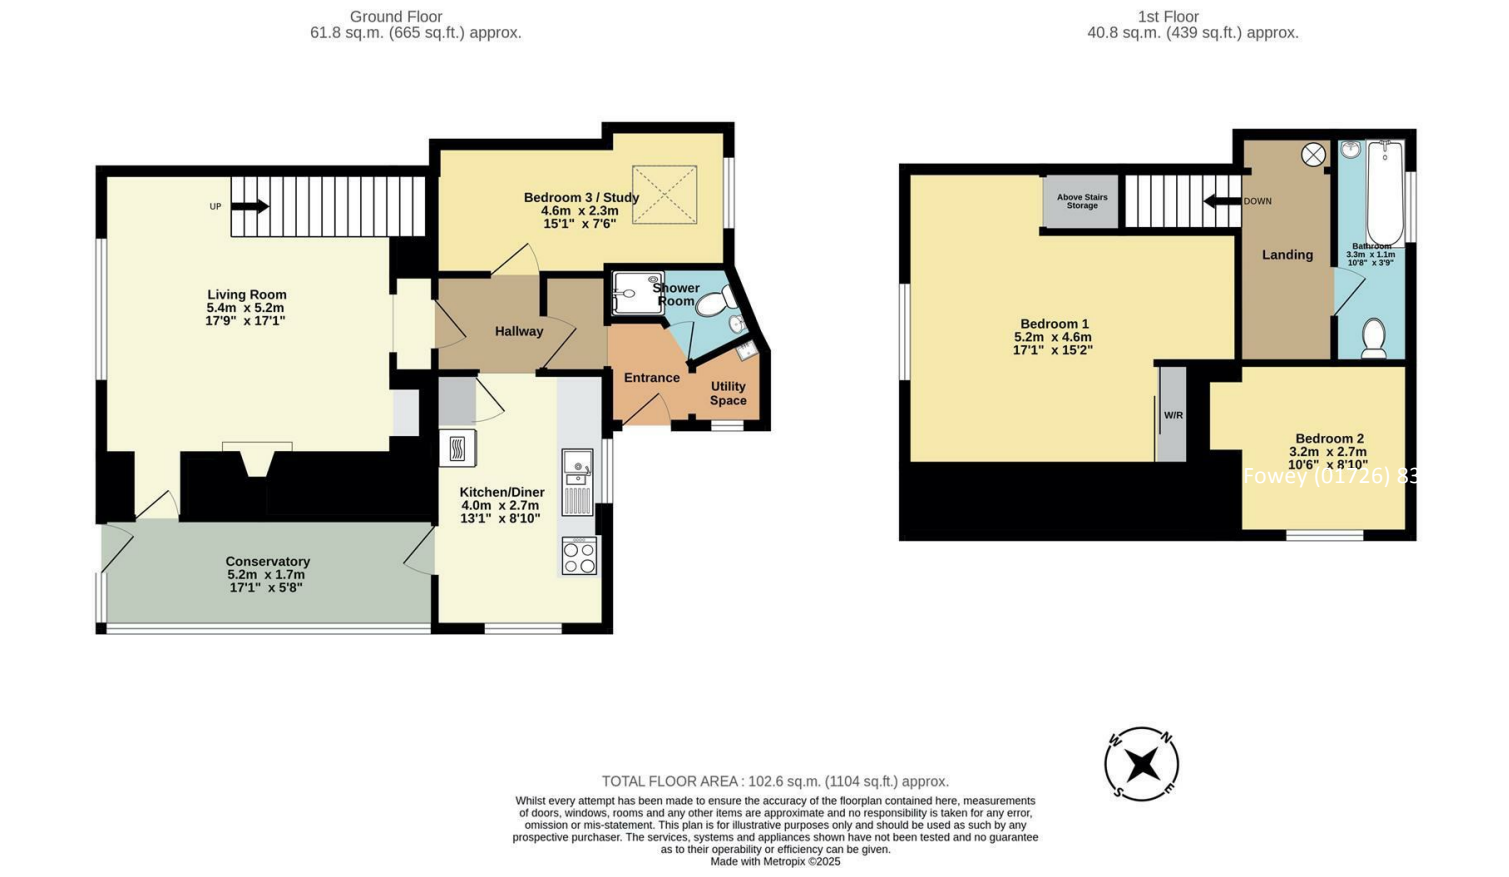 Ground Floor
61.8 sq.m. (665 sq.ft.) approx.
1st Floor
40.8 sq.m. (439 sq.ft.) approx.
UP
Living Room
5.4m x 5.2m
17'9" x 17'1"
Bedroom 3 / Study
4.6m x 2.3m
15'1" x 7'6"
Shower
Room
Hallway
Entrance
Utility
Space
Kitchen/Diner
4.0m x 2.7m
13'1" x 8'10"
Conservatory
5.2m x 1.7m
17'1" x 5'8"
Above Stairs
Storage
DOWN
Landing
Bathroom
3.3m x 1.1m
10'8" x 3'9"
Bedroom 1
5.2m x 4.6m
17'1" x 15'2"
W/R
Bedroom 2
3.2m x 2.7m
10'6" x 8'10"
Fowey (01726) 83
N
W
E
S
TOTAL FLOOR AREA : 102.6 sq.m. (1104 sq.ft.) approx.
Whilst every attempt has been made to ensure the accuracy of the floorplan contained here, measurements
of doors, windows, rooms and any other items are approximate and no responsibility is taken for any error,
omission or mis-statement. This plan is for illustrative purposes only and should be used as such by any
prospective purchaser. The services, systems and appliances shown have not been tested and no guarantee
as to their operability or efficiency can be given.
Made with Metropix ©2025